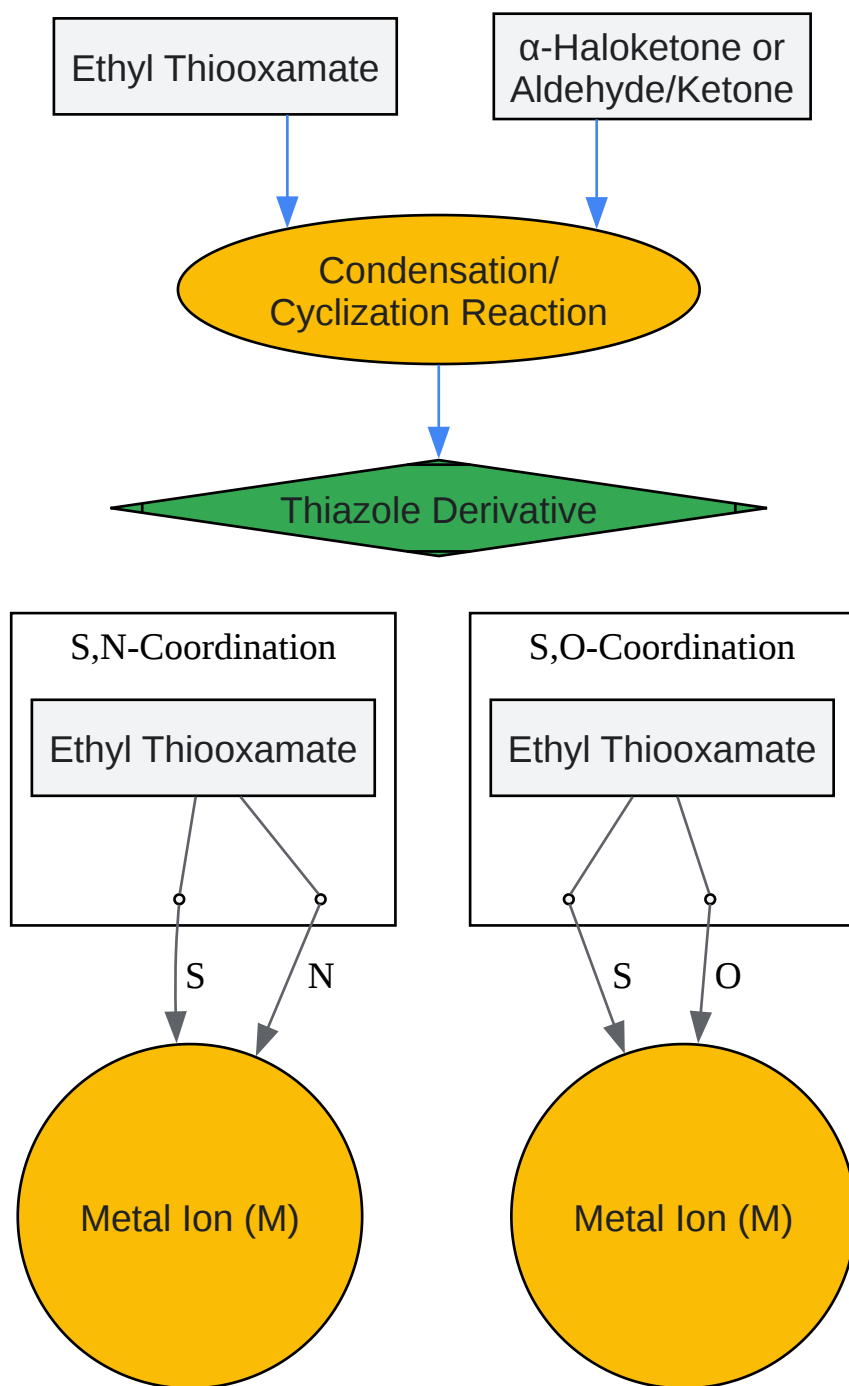 Ethyl Thiooxamate
α-Haloketone or
Aldehyde/Ketone
Condensation/
Cyclization Reaction
Thiazole Derivative
S,N-Coordination
Ethyl Thiooxamate
S
N
Metal Ion (M)
S,O-Coordination
Ethyl Thiooxamate
S
O
Metal Ion (M)